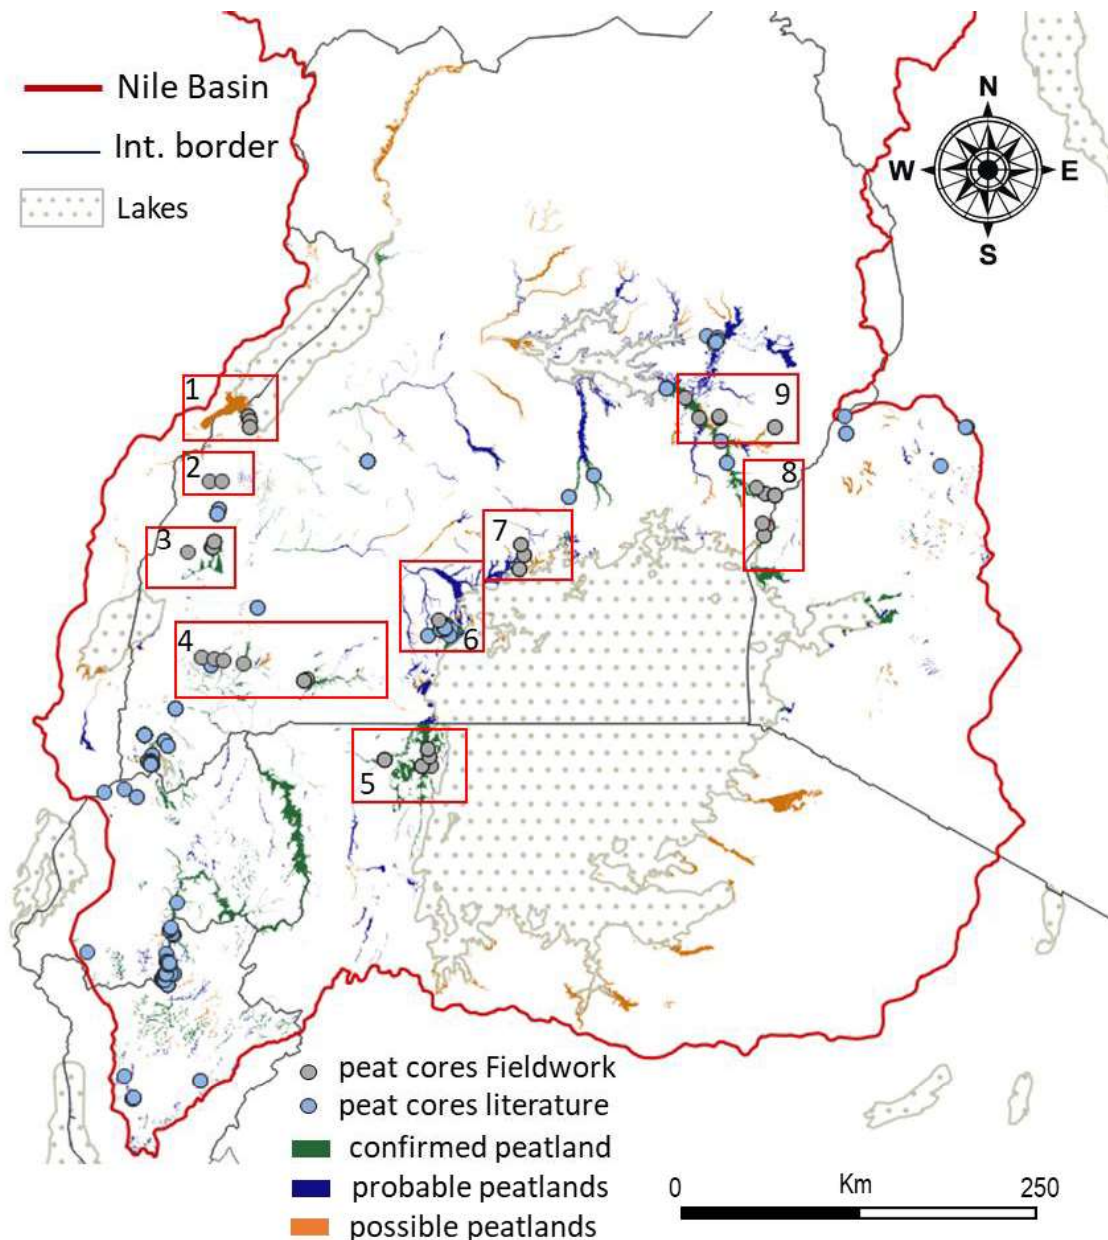 Nile Basin
Int. border
Lakes
N
W E
S
1
2
3
4
5
6
7
8
9
peat cores Fieldwork
peat cores literature
confirmed peatland
probable peatlands
possible peatlands
0 Km 250